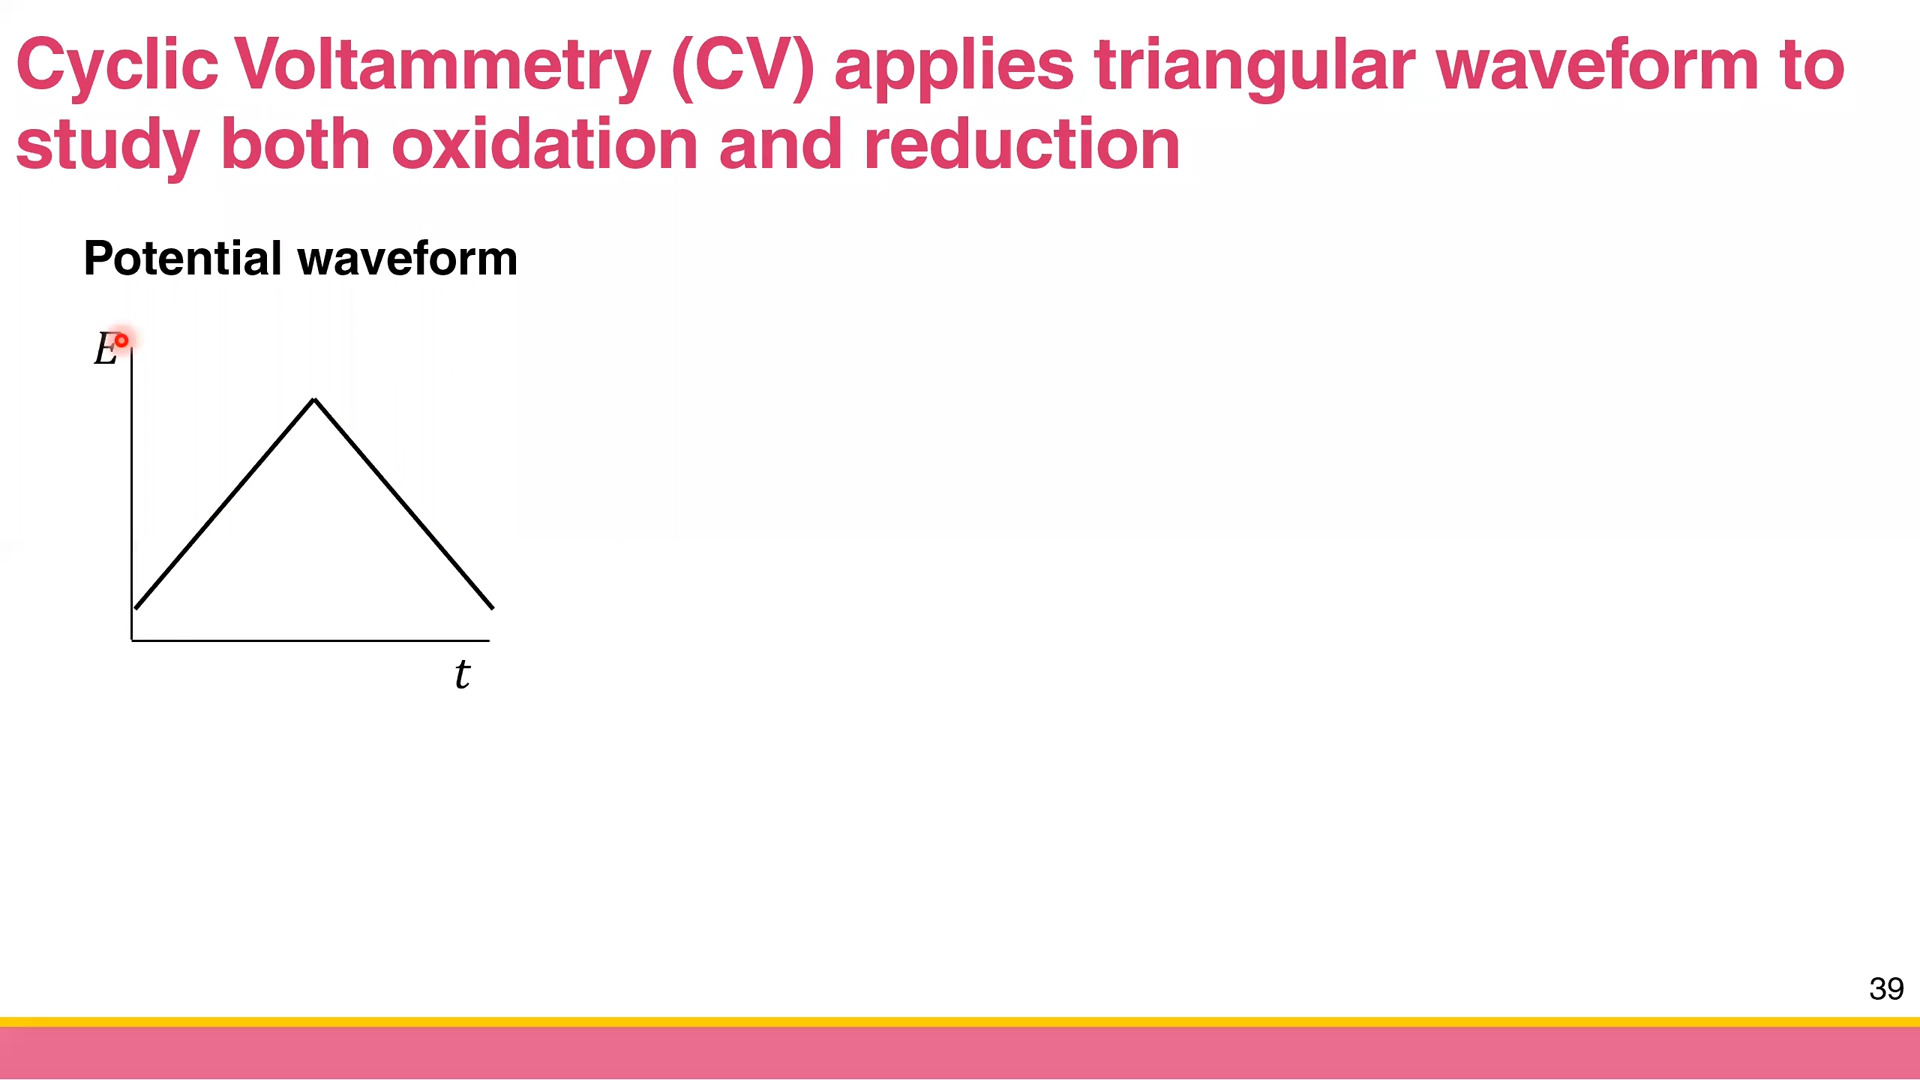 Cyclic Voltammetry (CV) applies triangular waveform to
study both oxidation and reduction
Potential waveform
E
t
39